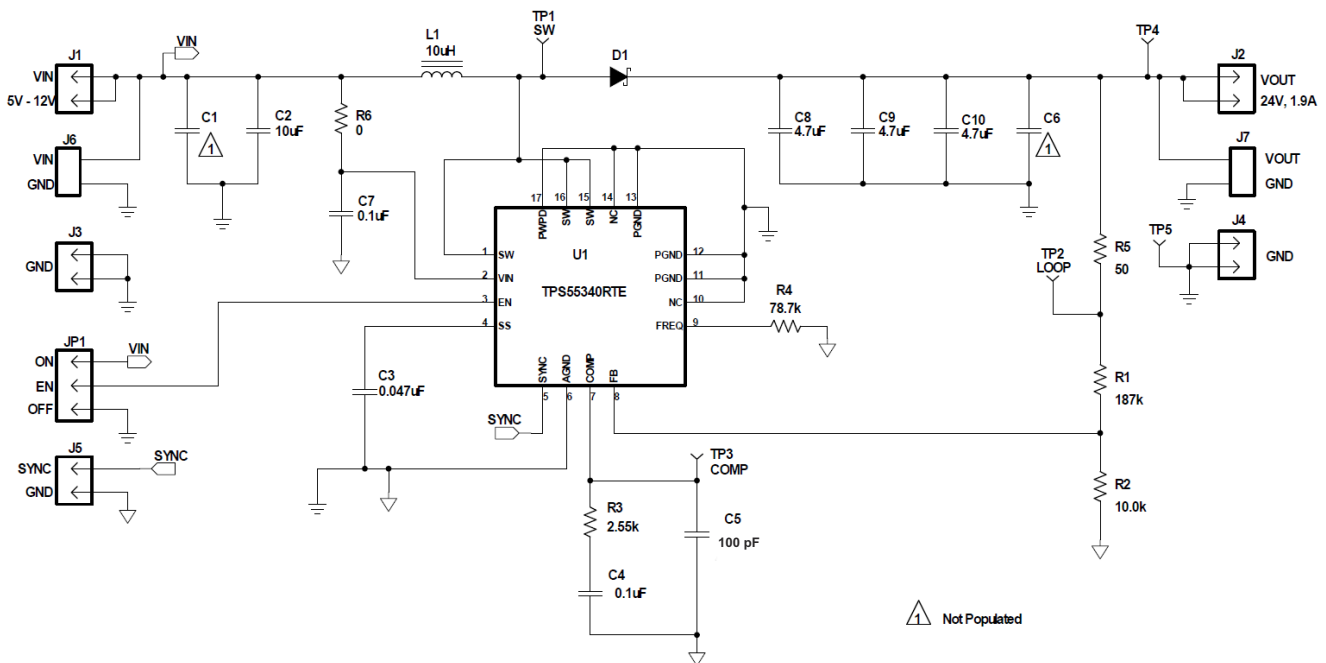 J1
VIN
5V - 12V
VIN
J6
VIN
GND
C1
1
C2
10uF
R6
0
C7
0.1uF
L1
10uH
TP1
SW
D1
C8
4.7uF
C9
4.7uF
C10
4.7uF
C6
1
TP4
J2
VOUT
24V, 1.9A
J7
VOUT
GND
J3
GND
TP5
J4
GND
TP2
LOOP
R5
50
R1
187k
R2
10.0k
17
16
15
14
13
PWPD
SW
SW
NC
PGND
U1
TPS55340RTE
1
SW
2
VIN
3
EN
4
SS
PGND
12
PGND
11
NC
10
FREQ
9
SYNC
AGND
COMP
FB
5
6
7
8
R4
78.7k
JP1
ON
EN
OFF
VIN
C3
0.047uF
SYNC
J5
SYNC
GND
SYNC
TP3
COMP
R3
2.55k
C5
100 pF
C4
0.1uF
1
Not Populated